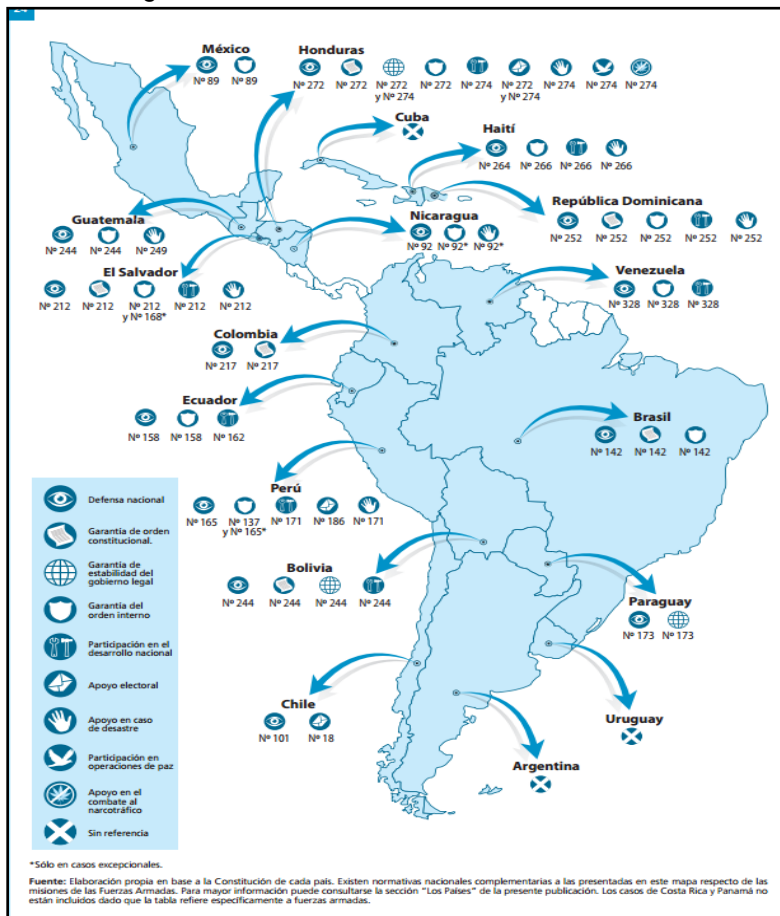 24
México
Nº 89 Nº 89
Honduras
Nº 272 Nº 272 Nº 272 Nº 272 Nº 274 Nº 272 Nº 274 Nº 274 Nº 274
y Nº 274 y Nº 274
Cuba
Haití
Nº 264 Nº 266 Nº 266 Nº 266
Guatemala
Nº 244 Nº 244 Nº 249
Nicaragua
Nº 92 Nº 92* Nº 92*
República Dominicana
Nº 252 Nº 252 Nº 252 Nº 252 Nº 252
El Salvador
Nº 212 Nº 212 Nº 212 Nº 212 Nº 212
y Nº 168*
Venezuela
Nº 328 Nº 328 Nº 328
Colombia
Nº 217 Nº 217
Ecuador
Nº 158 Nº 158 Nº 162
Brasil
Nº 142 Nº 142 Nº 142
Perú
Nº 165 Nº 137 Nº 171 Nº 186 Nº 171
y Nº 165*
Bolivia
Nº 244 Nº 244 Nº 244 Nº 244
Paraguay
Nº 173 Nº 173
Chile
Nº 101 Nº 18
Uruguay
Argentina
Defensa nacional
Garantía de orden
constitucional.
Garantía de
estabilidad del
gobierno legal
Garantía del
orden interno
Participación en el
desarrollo nacional
Apoyo electoral
Apoyo en caso
de desastre
Participación en
operaciones de paz
Apoyo en el
combate al
narcotráfico
Sin referencia
*Sólo en casos excepcionales.
Fuente: Elaboración propia en base a la Constitución de cada país. Existen normativas nacionales complementarias a las presentadas en este mapa respecto de las
misiones de las Fuerzas Armadas. Para mayor información puede consultarse la sección "Los Países" de la presente publicación. Los casos de Costa Rica y Panamá no
están incluidos dado que la tabla refiere específicamente a fuerzas armadas.